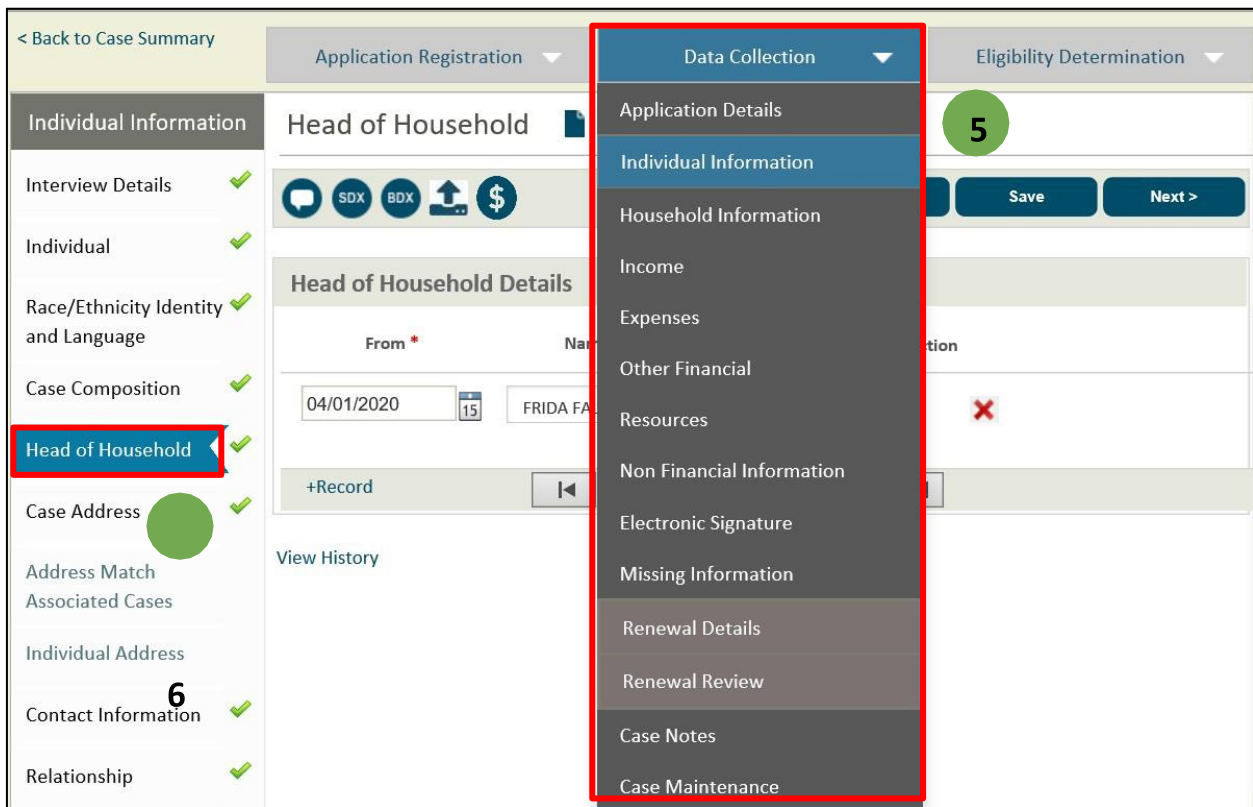 < Back to Case Summary
Application Registration
Data Collection
Eligibility Determination
Individual Information
Interview Details
Individual
Race/Ethnicity Identity
and Language
Case Composition
Head of Household
Case Address
Address Match
Associated Cases
Individual Address
6
Contact Information
Relationship
Head of Household
SDX
BDX
$
Save
Next >
Head of Household Details
From *
04/01/2020
15
FRIDA
+Record
View History
Application Details
5
Individual Information
Household Information
Income
Expenses
Other Financial
Resources
Non Financial Information
Electronic Signature
Missing Information
Renewal Details
Renewal Review
Case Notes
Case Maintenance